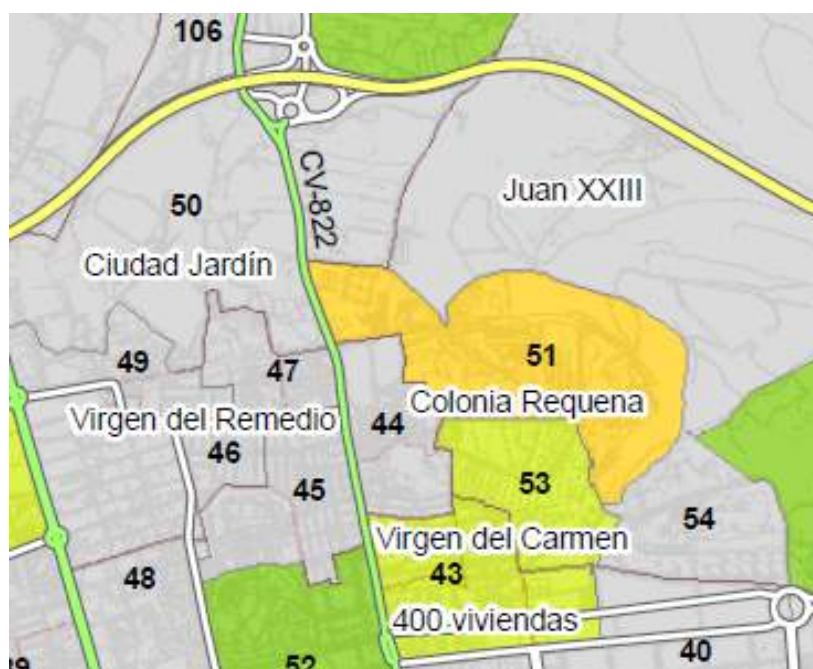 106
CV-822
Juan XXIII
50
Ciudad Jardín
49
47
51
Colonia Requena
44
Virgen del Remedio
46
45
53
54
Virgen del Carmen
43
48
400 viviendas
52
40